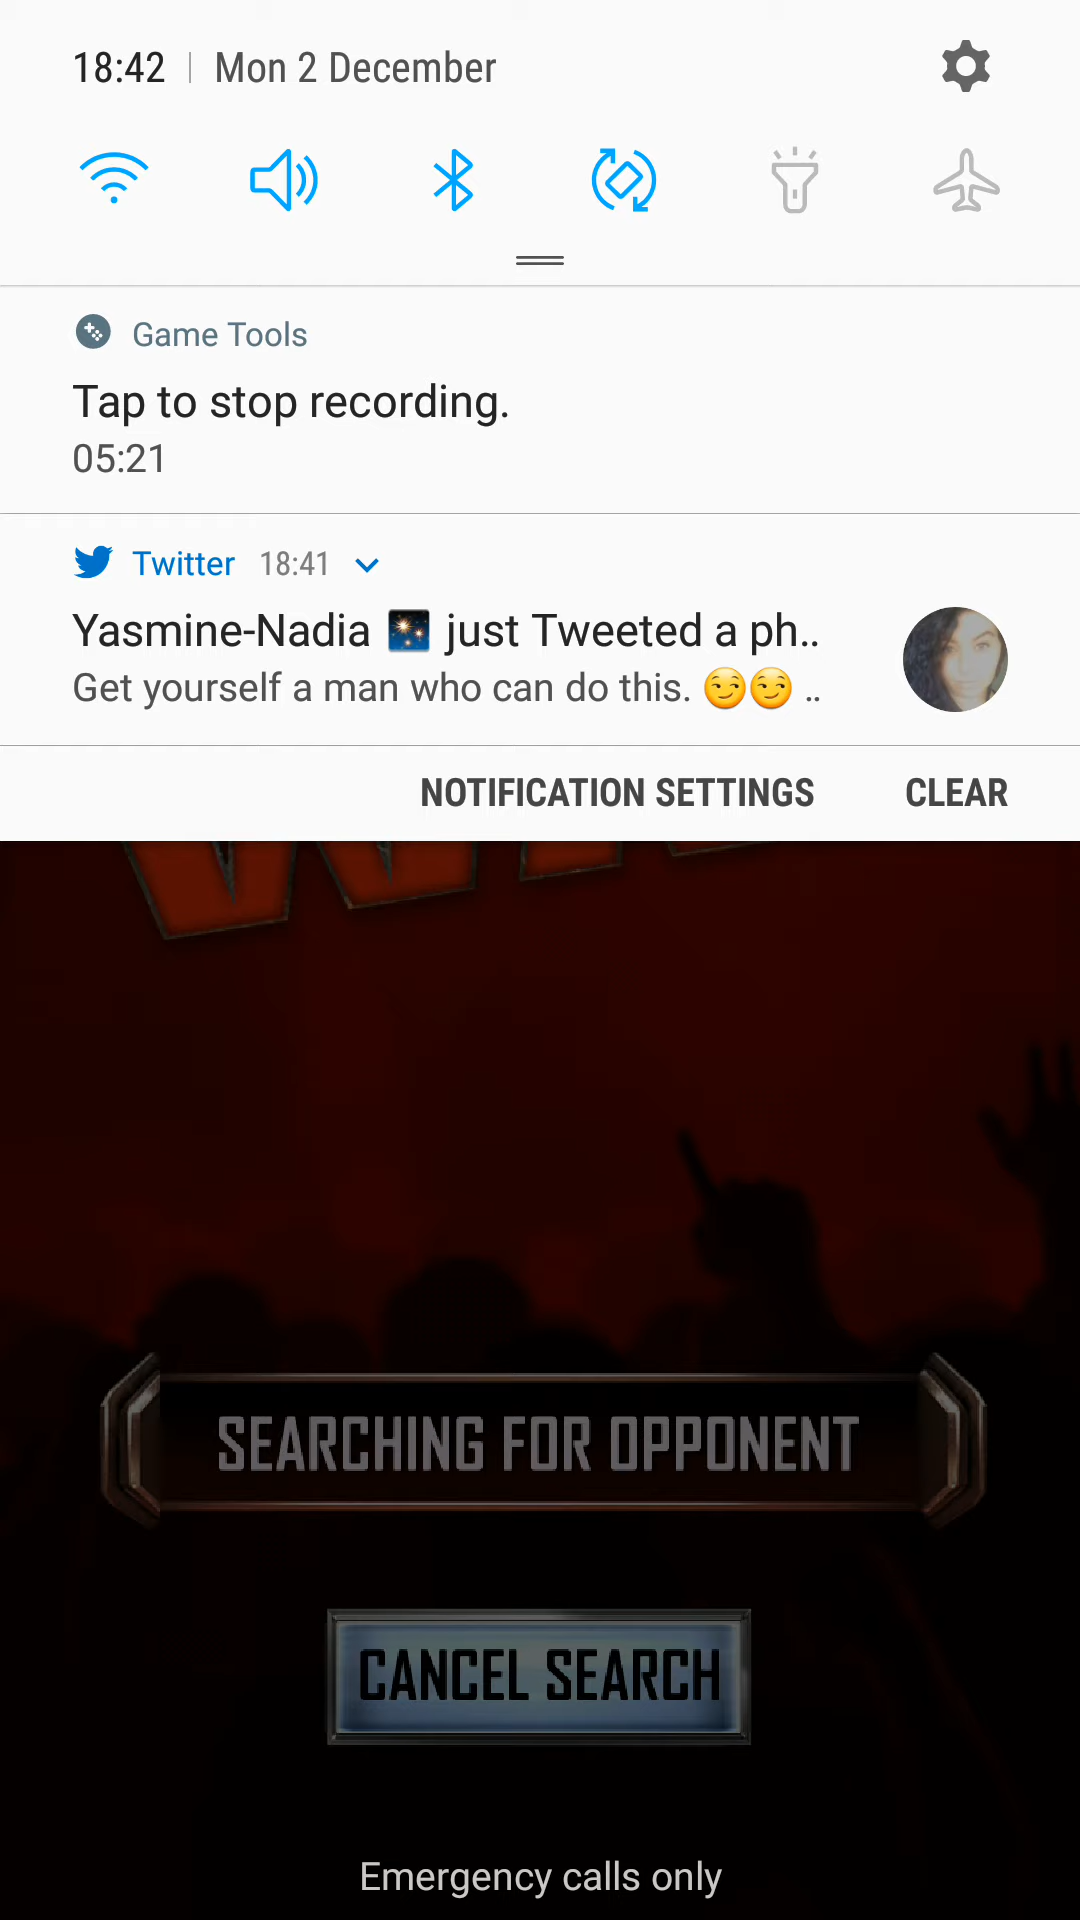 18:42 | Mon 2 December
Game Tools
Tap to stop recording.
05:21
Twitter 18:41
Yasmine-Nadia 🎇 just Tweeted a ph..
Get yourself a man who can do this. 😏😏 ..
NOTIFICATION SETTINGS CLEAR
SEARCHING FOR OPPONENT
CANCEL SEARCH
Emergency calls only